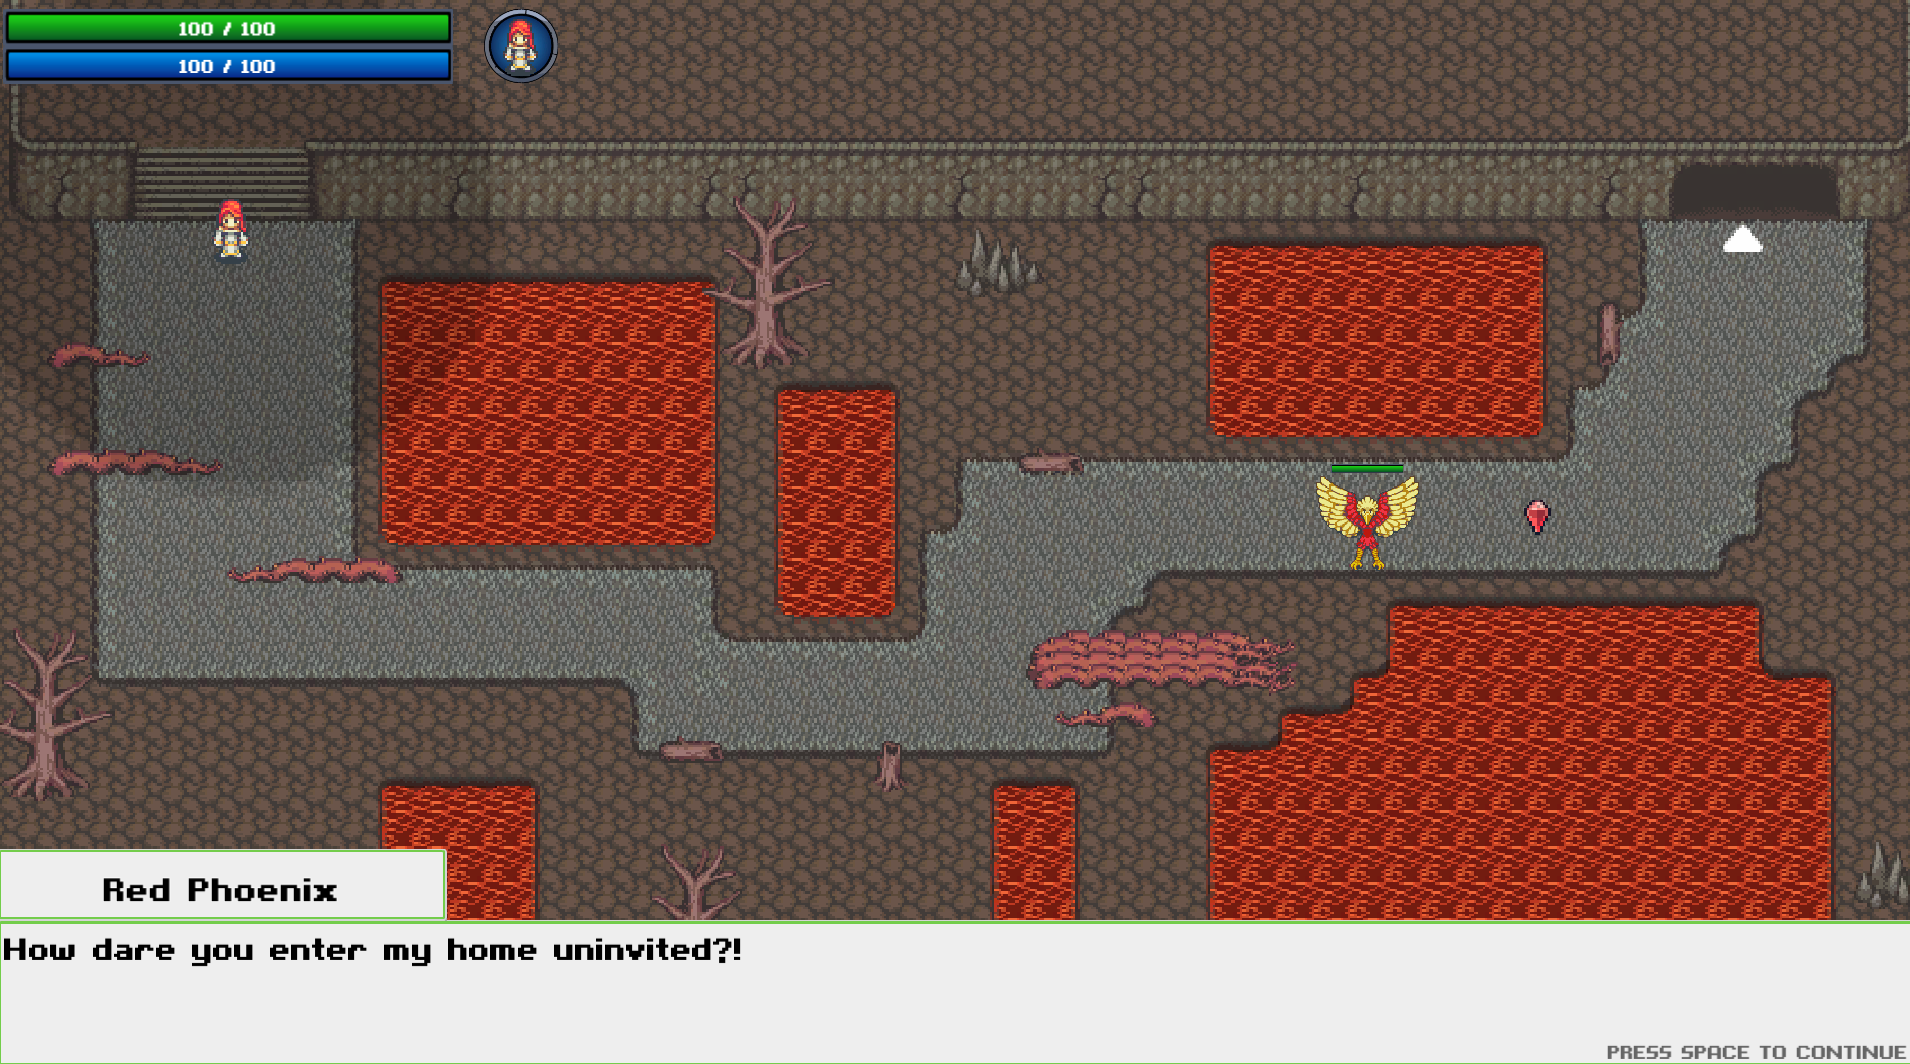 100 / 100
100 / 100
Red Phoenix
How dare you enter my home uninvited?!
PRESS SPACE TO CONTINUE